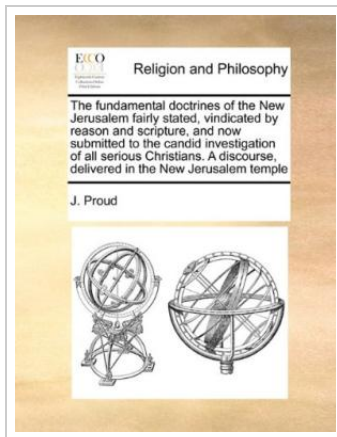 ECCO
Religion and Philosophy
The fundamental doctrines of the New
Jerusalem fairly stated, vindicated by
reason and scripture, and now
submitted to the candid investigation
of all serious Christians. A discourse,
delivered in the New Jerusalem temple
J. Proud